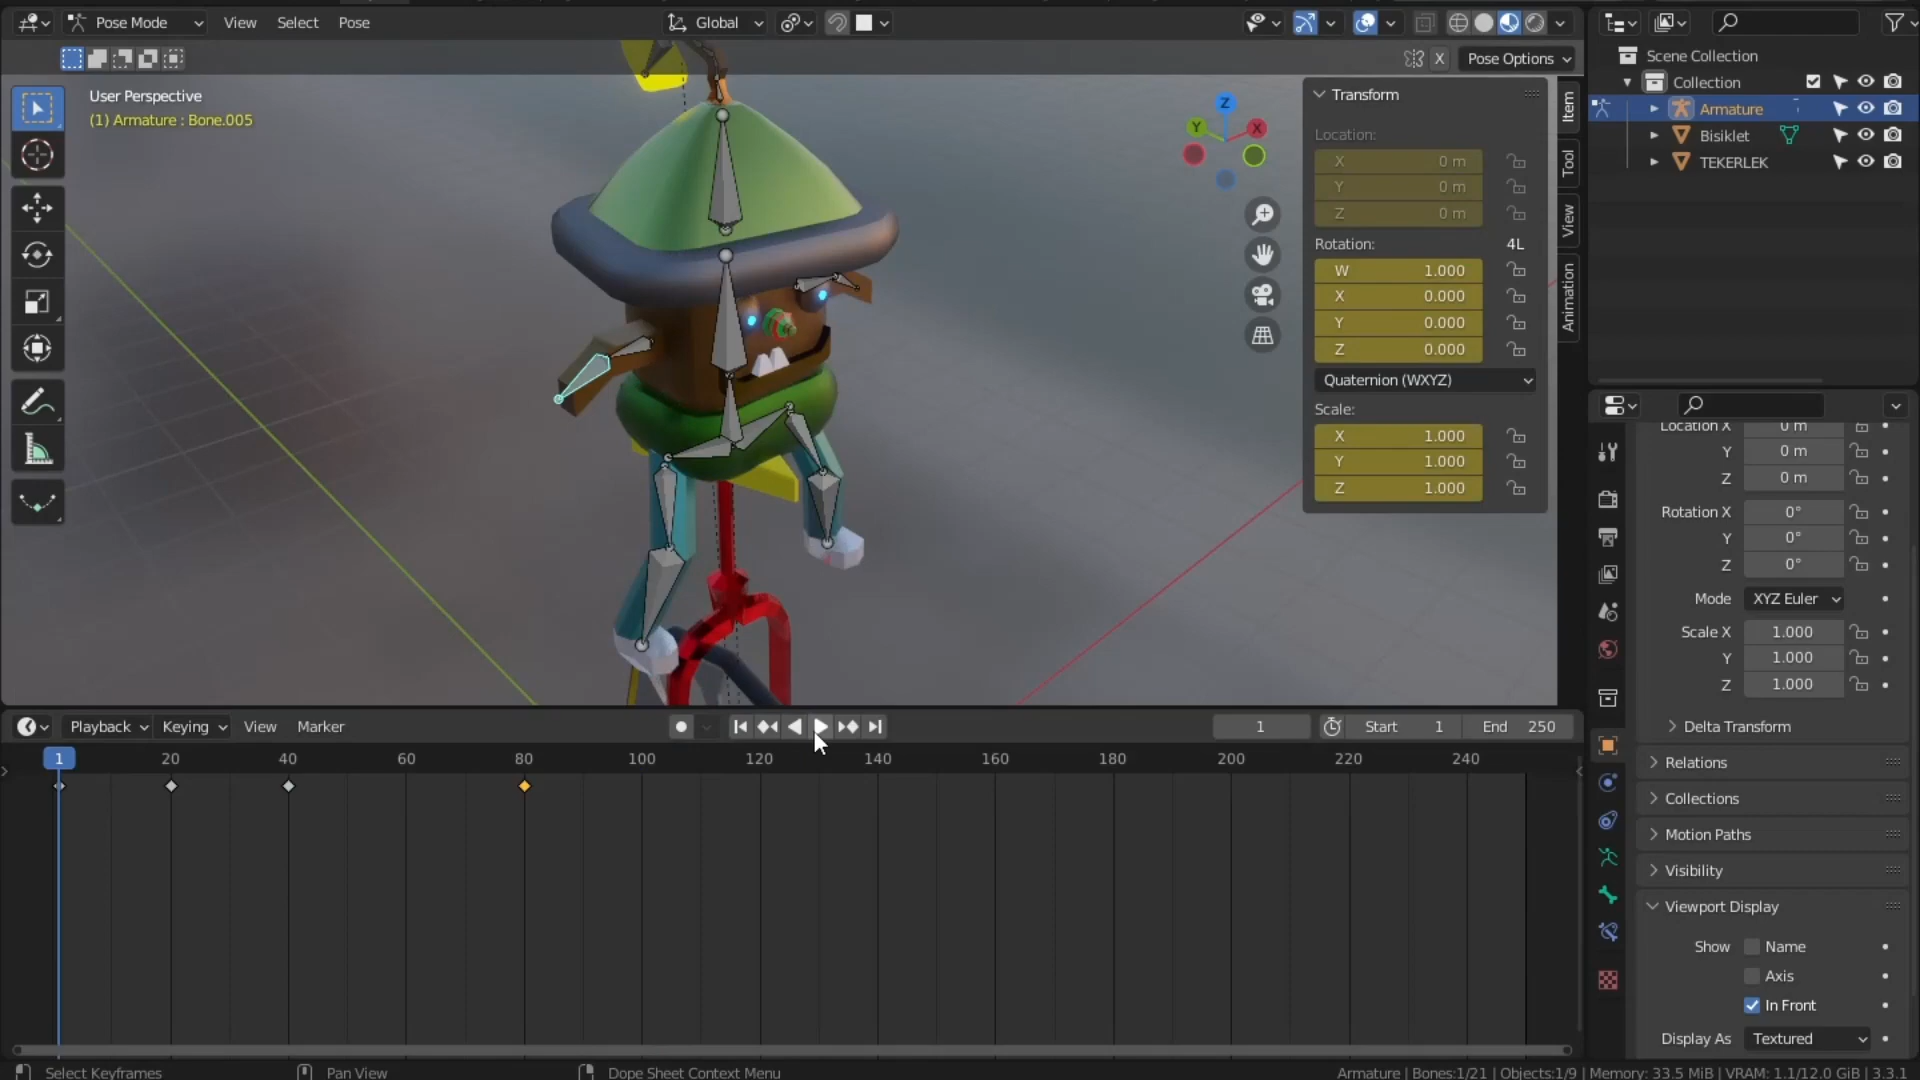 Pose Mode
View
Select
Pose
Global
X
Pose Options
User Perspective
(1) Armature : Bone.005
Z
Y
X
Transform
Location:
X 0 m
Y 0 m
Z 0 m
Rotation: 4L
W 1.000
X 0.000
Y 0.000
Z 0.000
Quaternion (WXYZ)
Scale:
X 1.000
Y 1.000
Z 1.000
Item
Tool
View
Animation
Scene Collection
Collection
Armature
Bisiklet
TEKERLEK
Location X 0 m
Y 0 m
Z 0 m
Rotation X 0°
Y 0°
Z 0°
Mode XYZ Euler
Scale X 1.000
Y 1.000
Z 1.000
Delta Transform
Relations
Collections
Motion Paths
Visibility
Viewport Display
Show Name
Axis
In Front
Display As Textured
Playback
Keying
View
Marker
1
Start 1
End 250
1 20 40 60 80 100 120 140 160 180 200 220 240
Select Keyframes
Pan View
Dope Sheet Context Menu
Armature | Bones:1/21 | Objects:1/9 | Memory: 33.5 MiB | VRAM: 1.1/12.0 GiB | 3.3.1